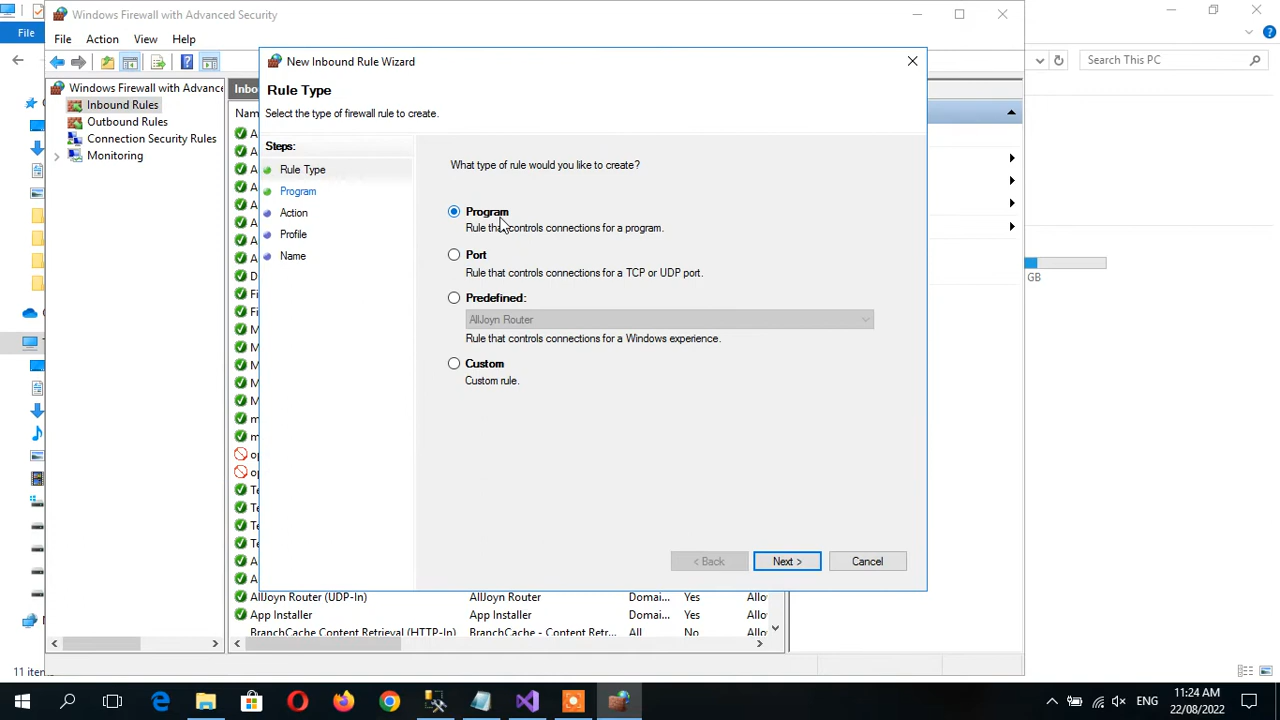 Windows Firewall with Advanced Security
File
File Action View Help
Search This PC
Windows Firewall with Advance
Inbound Rules
Outbound Rules
Connection Security Rules
Monitoring
Inbo
Nam
New Inbound Rule Wizard
Rule Type
Select the type of firewall rule to create.
Steps:
Rule Type
Program
Action
Profile
Name
What type of rule would you like to create?
Program
Rule that controls connections for a program.
Port
Rule that controls connections for a TCP or UDP port.
Predefined:
AllJoyn Router
Rule that controls connections for a Windows experience.
Custom
Custom rule.
< Back Next > Cancel
GB
AllJoyn Router (UDP-In) AllJoyn Router Domai... Yes Allo
App Installer App Installer Domai... Yes Allo
BranchCache Content Retrieval (HTTP-In) BranchCache - Content Retr... All No Allo
11 item
ENG
11:24 AM
22/08/2022